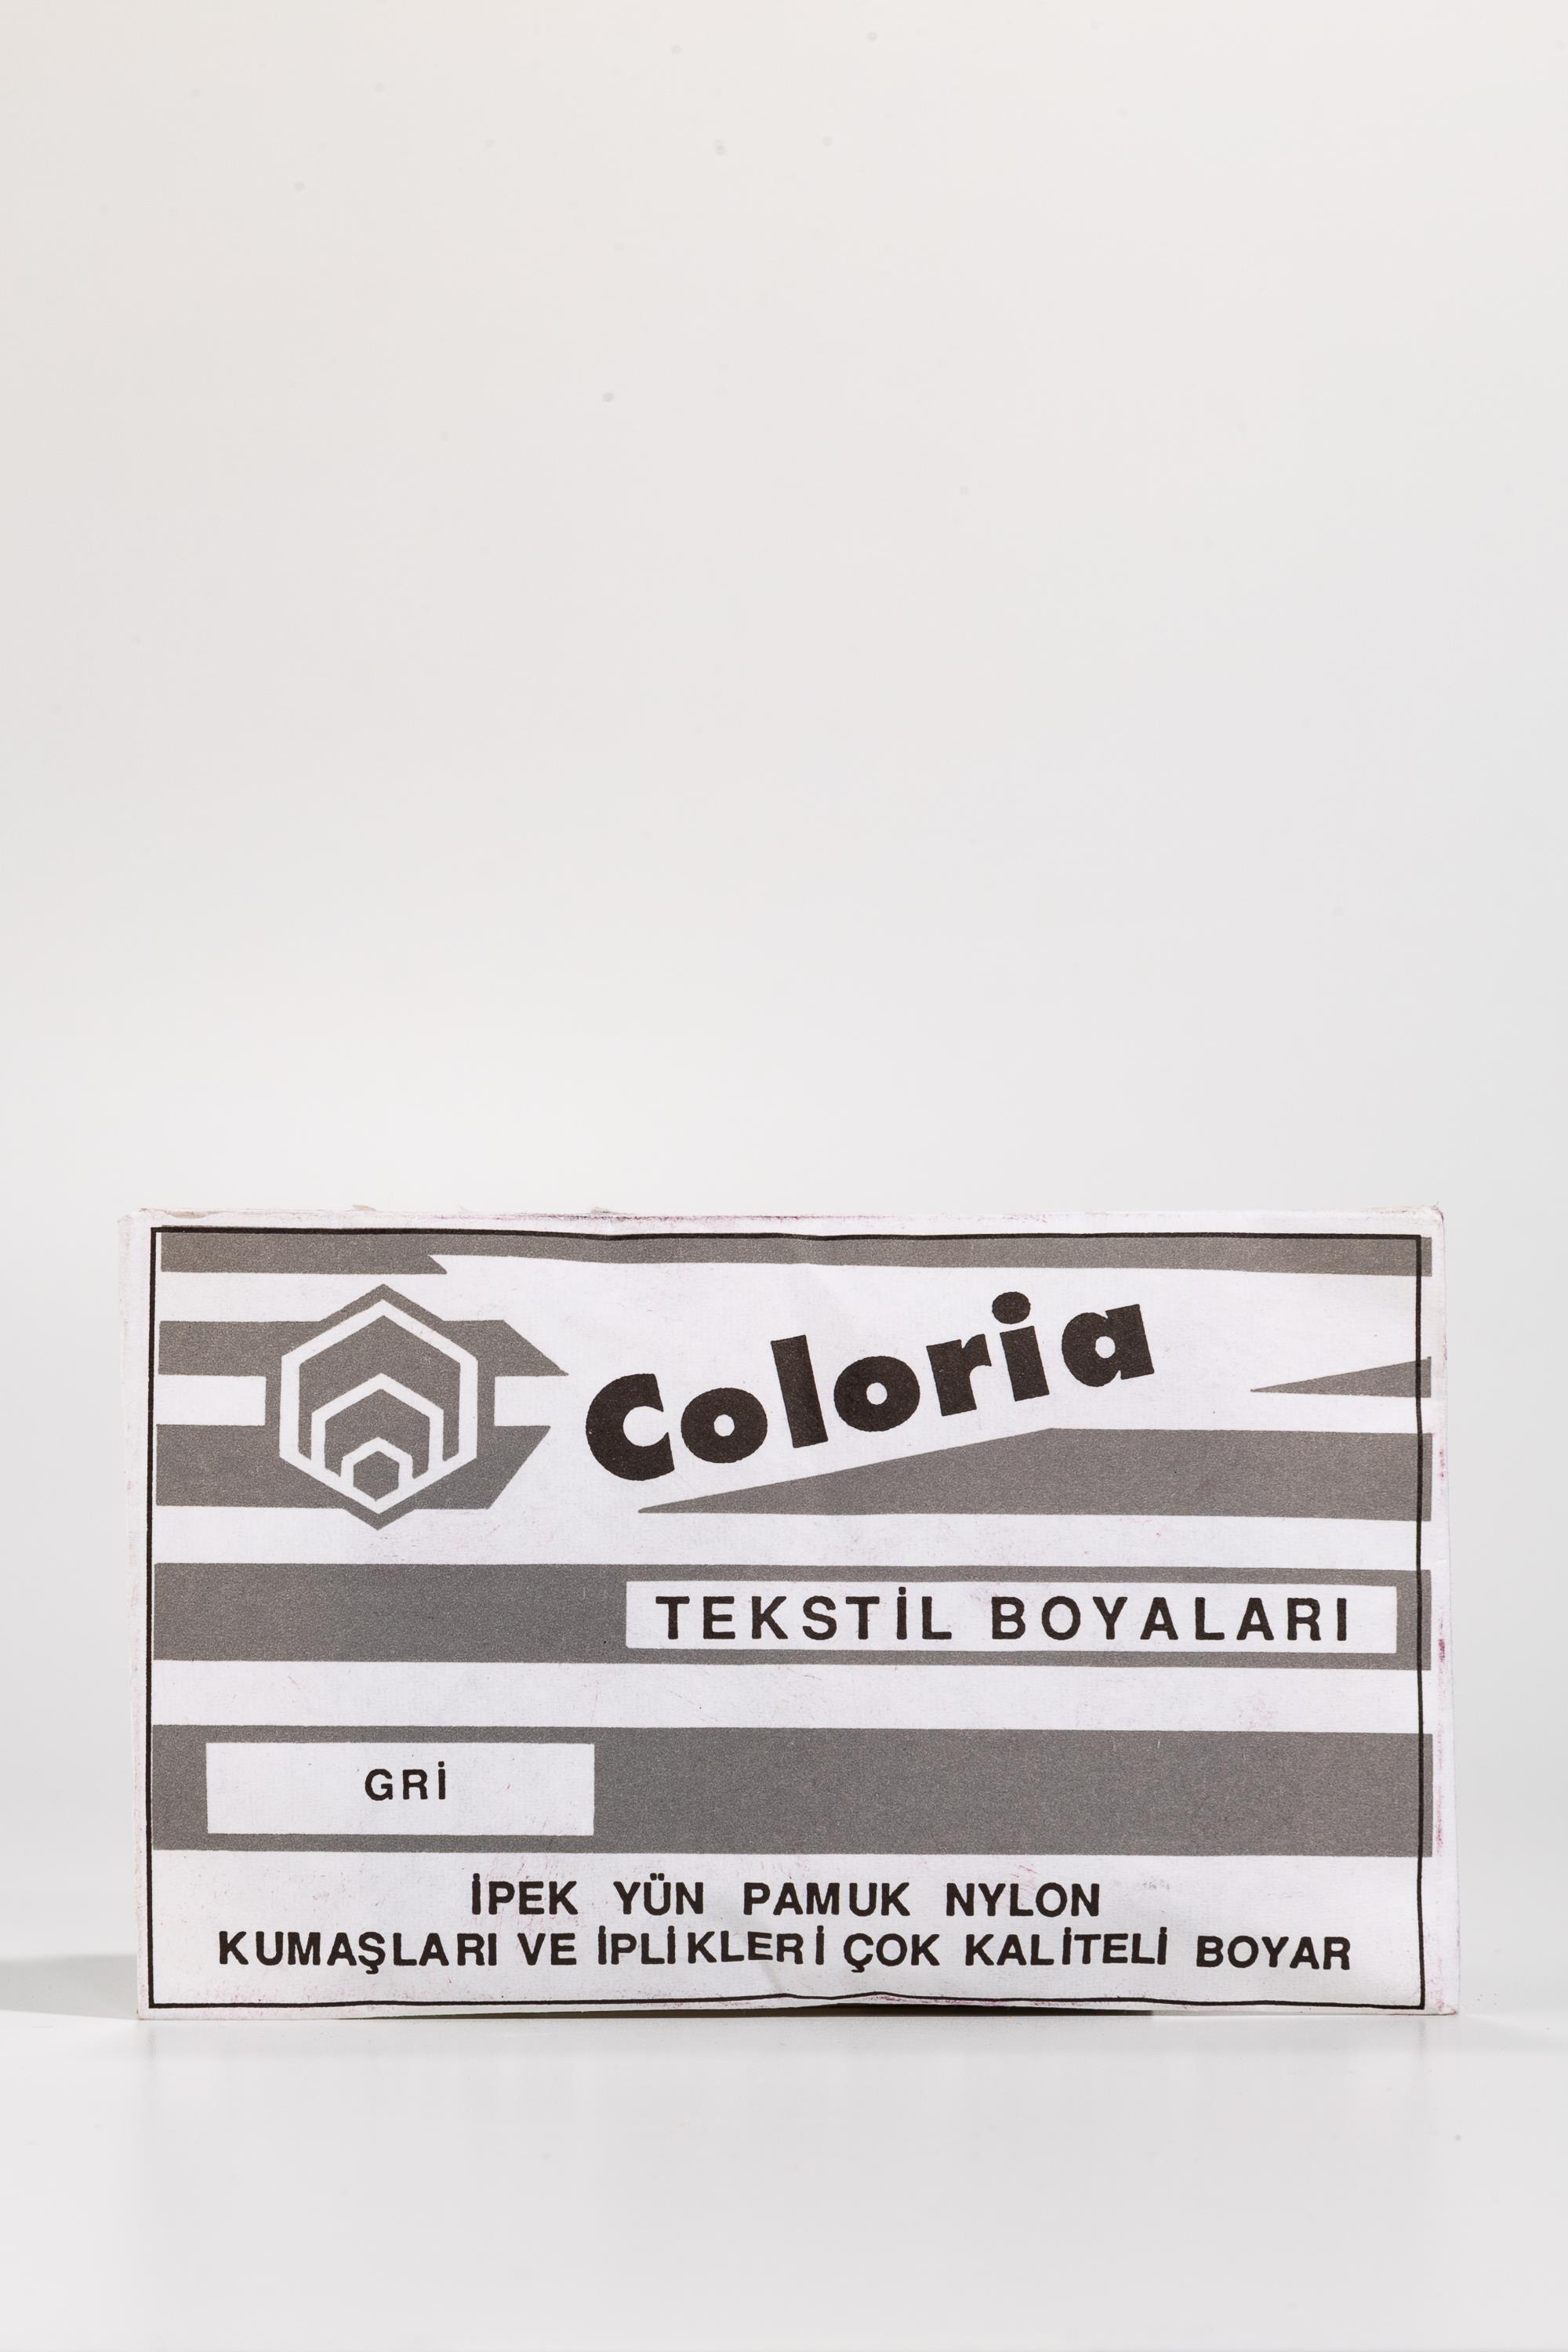 Coloria
TEKSTİL BOYALARI
GRİ
İPEK YÜN PAMUK NYLON
KUMAŞLARI VE İPLİKLERİ ÇOK KALİTELİ BOYAR